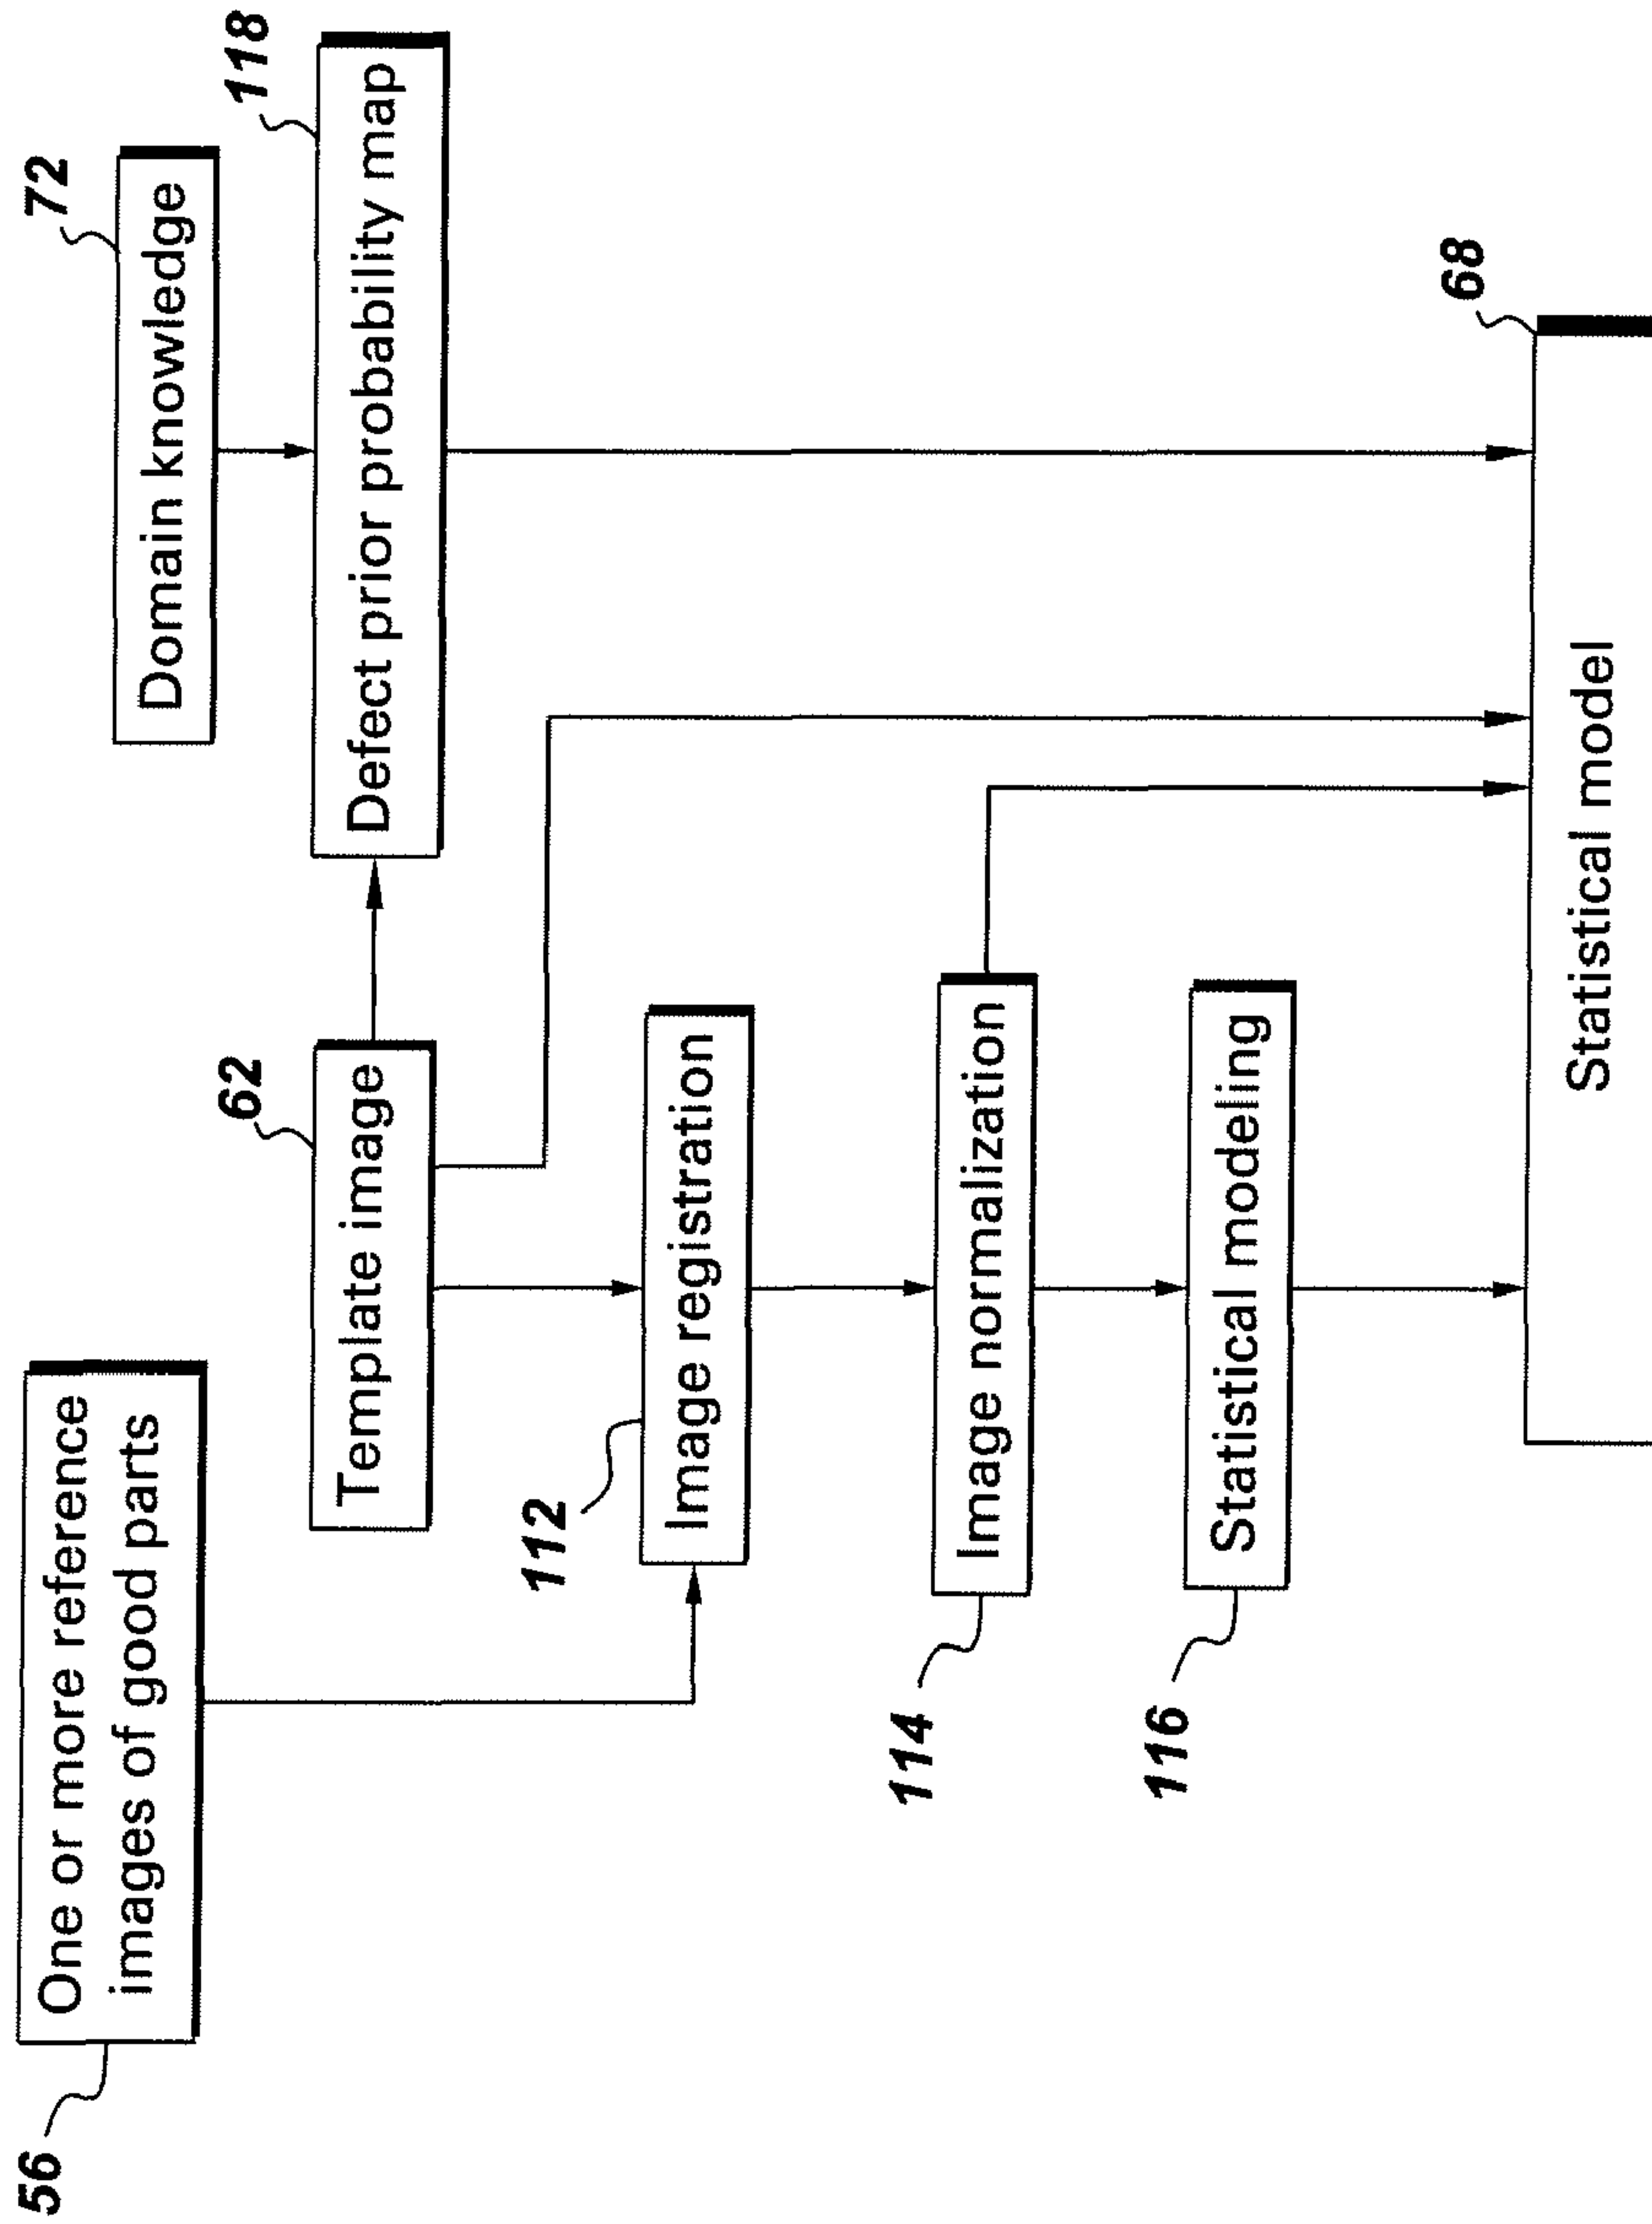 56
One or more reference
images of good parts
72
Domain knowledge
62
Template image
118
Defect prior probability map
112
Image registration
114
Image normalization
116
Statistical modeling
68
Statistical model